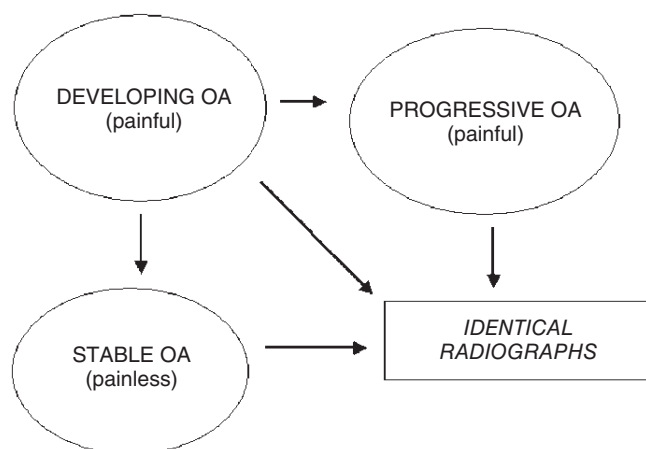 DEVELOPING OA
(painful)
PROGRESSIVE OA
(painful)
STABLE OA
(painless)
IDENTICAL
RADIOGRAPHS